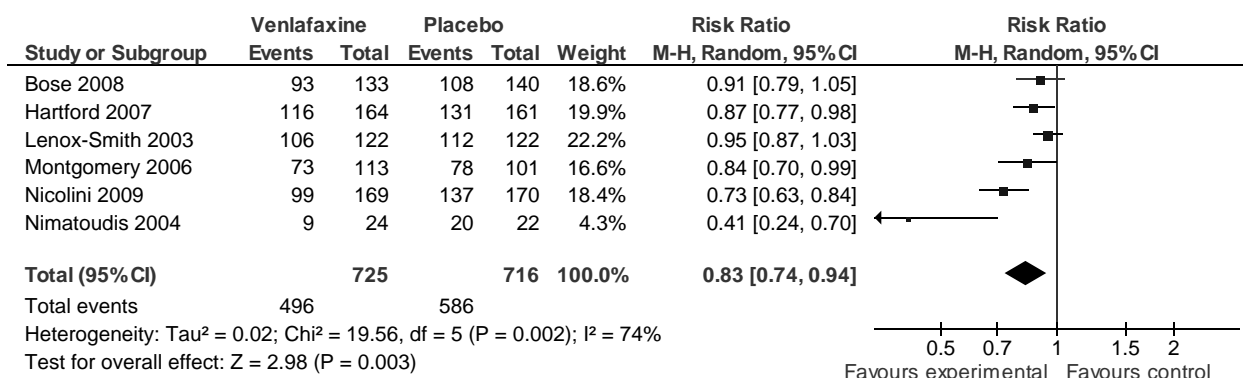 Venlafaxine Placebo Risk Ratio Risk Ratio
Study or Subgroup Events Total Events Total Weight M-H, Random, 95% CI M-H, Random, 95% CI
Bose 2008 93 133 108 140 18.6% 0.91 [0.79, 1.05]
Hartford 2007 116 164 131 161 19.9% 0.87 [0.77, 0.98]
Lenox-Smith 2003 106 122 112 122 22.2% 0.95 [0.87, 1.03]
Montgomery 2006 73 113 78 101 16.6% 0.84 [0.70, 0.99]
Nicolini 2009 99 169 137 170 18.4% 0.73 [0.63, 0.84]
Nimatoudis 2004 9 24 20 22 4.3% 0.41 [0.24, 0.70]
Total (95% CI) 725 716 100.0% 0.83 [0.74, 0.94]
Total events 496 586
Heterogeneity: Tau² = 0.02; Chi² = 19.56, df = 5 (P = 0.002); I² = 74%
Test for overall effect: Z = 2.98 (P = 0.003)
0.5 0.7 1 1.5 2
Favours experimental Favours control